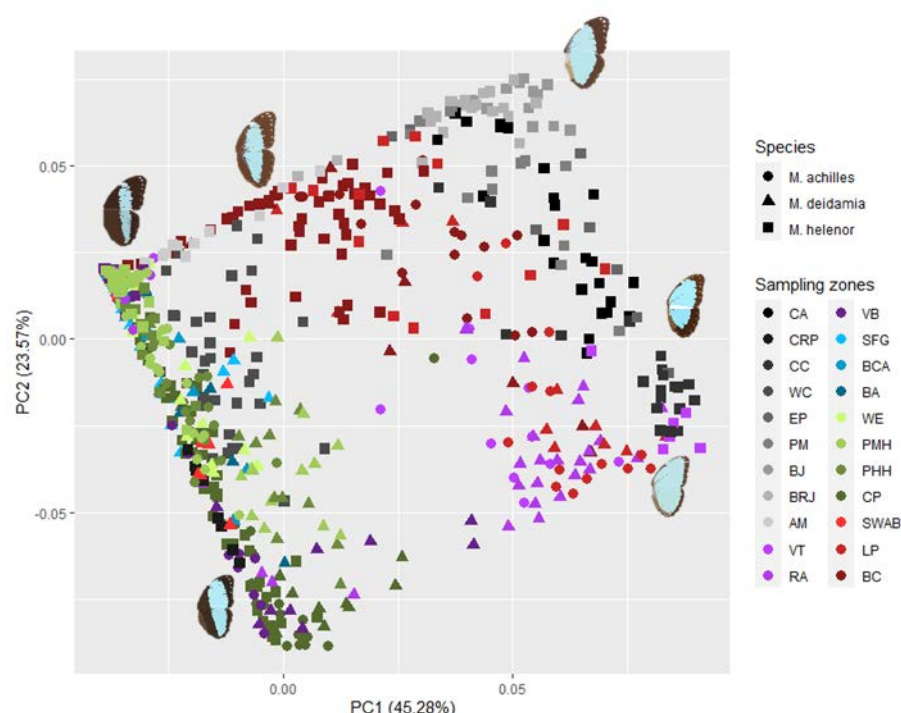 Species
M. achilles
M. deidamia
M. helenor
Sampling zones
CA VB
CRP SFG
CC BCA
WC BA
EP WE
PM PMH
BJ PHH
BRJ CP
AM SWAB
VT LP
RA BC
PC2 (23.57%)
0.05
0.00
-0.05
0.00 0.05
PC1 (45.28%)